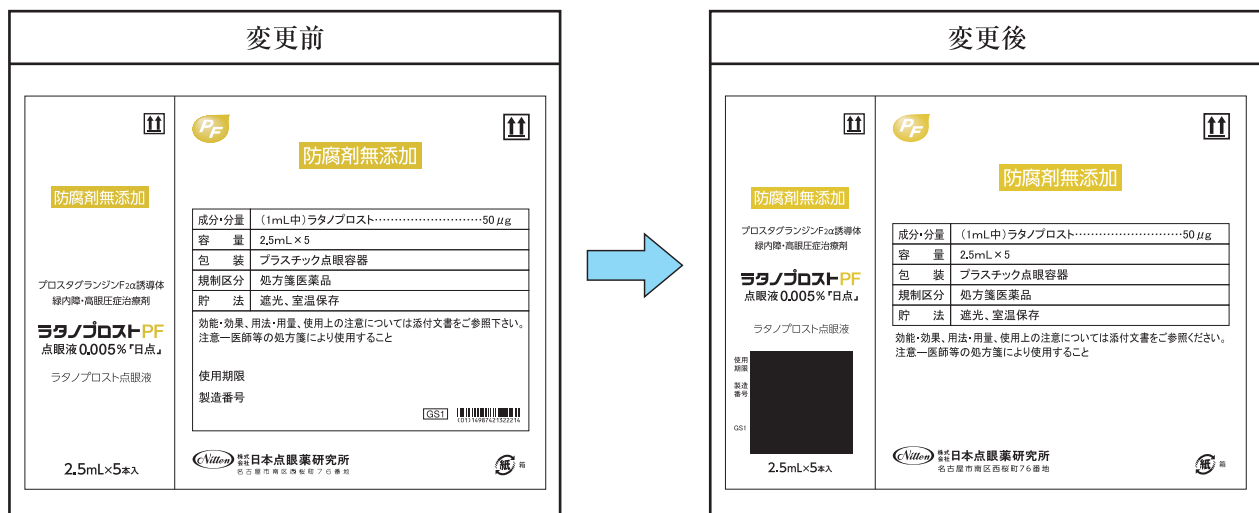 変更前
防腐剤無添加
プロスタグランジンF2α誘導体
緑内障・高眼圧症治療剤
ラタノプロストPF
点眼液0.005%「日点」
ラタノプロスト点眼液
2.5mL×5本入
PF
防腐剤無添加
成分・分量 (1mL中)ラタノプロスト…………………………50μg
容 量 2.5mL×5
包 装 プラスチック点眼容器
規制区分 処方箋医薬品
貯 法 遮光、室温保存
効能・効果、用法・用量、使用上の注意については添付文書をご参照下さい。
注意ー医師等の処方箋により使用すること
使用期限
製造番号
GS1
(01)14987421322214
Nitten 株式会社日本点眼薬研究所
名古屋市南区西桜町76番地
紙 箱
変更後
防腐剤無添加
プロスタグランジンF2α誘導体
緑内障・高眼圧症治療剤
ラタノプロストPF
点眼液0.005%「日点」
ラタノプロスト点眼液
使用
期限
製造
番号
GS1
2.5mL×5本入
PF
防腐剤無添加
成分・分量 (1mL中)ラタノプロスト…………………………50μg
容 量 2.5mL×5
包 装 プラスチック点眼容器
規制区分 処方箋医薬品
貯 法 遮光、室温保存
効能・効果、用法・用量、使用上の注意については添付文書をご参照ください。
注意ー医師等の処方箋により使用すること
Nitten 株式会社日本点眼薬研究所
名古屋市南区西桜町76番地
紙 箱